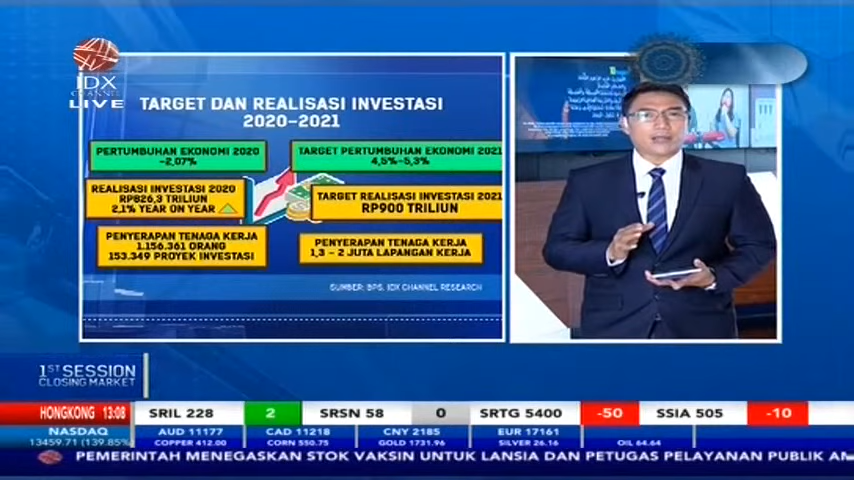 IDX
CHANNEL
LIVE
TARGET DAN REALISASI INVESTASI
2020-2021
PERTUMBUHAN EKONOMI 2020
-2,07%
TARGET PERTUMBUHAN EKONOMI 2021
4,5%-5,3%
REALISASI INVESTASI 2020
RP826,3 TRILIUN
2,1% YEAR ON YEAR
TARGET REALISASI INVESTASI 2021
RP900 TRILIUN
PENYERAPAN TENAGA KERJA
1.156.361 ORANG
153.349 PROYEK INVESTASI
PENYERAPAN TENAGA KERJA
1,3 - 2 JUTA LAPANGAN KERJA
SUMBER: BPS, IDX CHANNEL RESEARCH
1ST SESSION
CLOSING MARKET
HONGKONG 13:08 SRIL 228 2 SRSN 58 0 SRTG 5400 -50 SSIA 505 -10
NASDAQ AUD 11177 CAD 11218 CNY 2185 EUR 17161
13459.71 (139.85% COPPER 412.00 CORN 550.75 GOLD 1731.96 SILVER 26.16 OIL 64.64
PEMERINTAH MENEGASKAN STOK VAKSIN UNTUK LANSIA DAN PETUGAS PELAYANAN PUBLIK